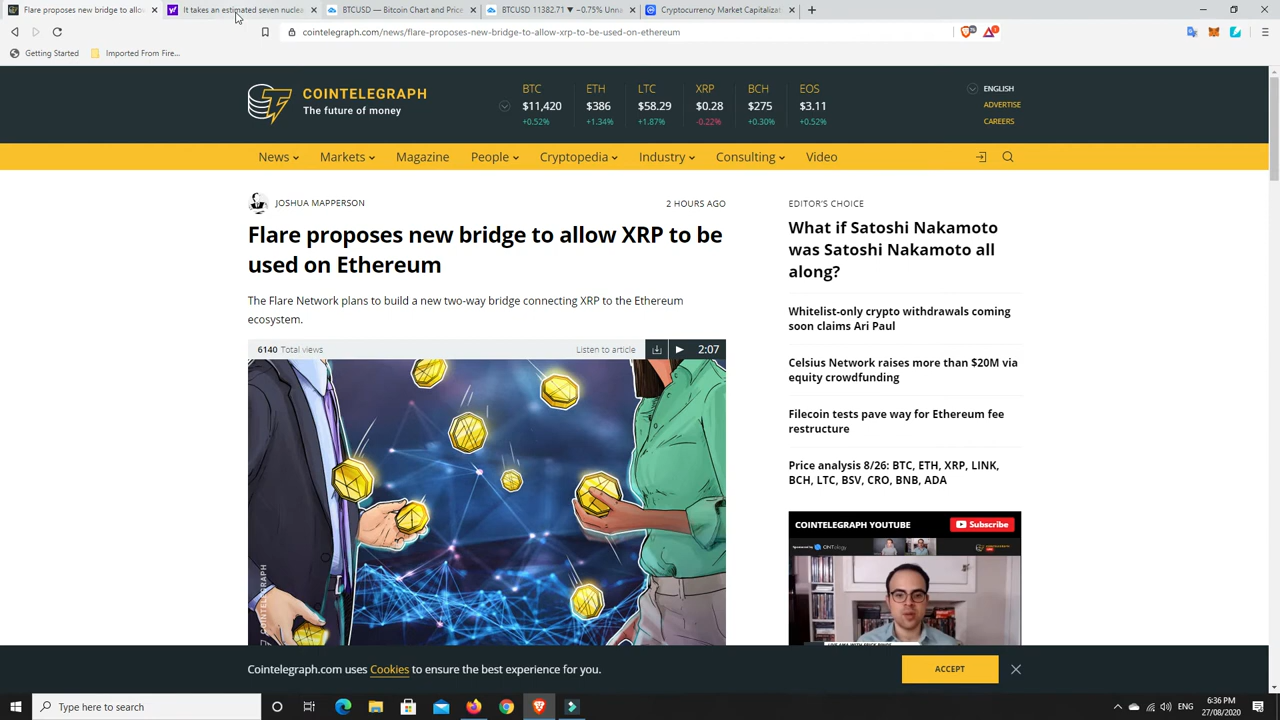 Flare proposes new bridge to allo
It takes an estimated seven nuclea
BTCUSD — Bitcoin Chart and Price
BTCUSD 11382.71 ▼ −0.75% Unna
Cryptocurrency Market Capitalizat
cointelegraph.com/news/flare-proposes-new-bridge-to-allow-xrp-to-be-used-on-ethereum
Getting Started
Imported From Fire...
COINTELEGRAPH
The future of money
BTC ETH LTC XRP BCH EOS
$11,420 $386 $58.29 $0.28 $275 $3.11
+0.52% +1.34% +1.87% -0.22% +0.30% +0.52%
ENGLISH
ADVERTISE
CAREERS
News Markets Magazine People Cryptopedia Industry Consulting Video
JOSHUA MAPPERSON
2 HOURS AGO
Flare proposes new bridge to allow XRP to be
used on Ethereum
The Flare Network plans to build a new two-way bridge connecting XRP to the Ethereum
ecosystem.
6140 Total views
Listen to article
2:07
COINTELEGRAPH
EDITOR'S CHOICE
What if Satoshi Nakamoto
was Satoshi Nakamoto all
along?
Whitelist-only crypto withdrawals coming
soon claims Ari Paul
Celsius Network raises more than $20M via
equity crowdfunding
Filecoin tests pave way for Ethereum fee
restructure
Price analysis 8/26: BTC, ETH, XRP, LINK,
BCH, LTC, BSV, CRO, BNB, ADA
COINTELEGRAPH YOUTUBE
Subscribe
Cointelegraph.com uses Cookies to ensure the best experience for you.
ACCEPT
Type here to search
ENG
6:36 PM
27/08/2020